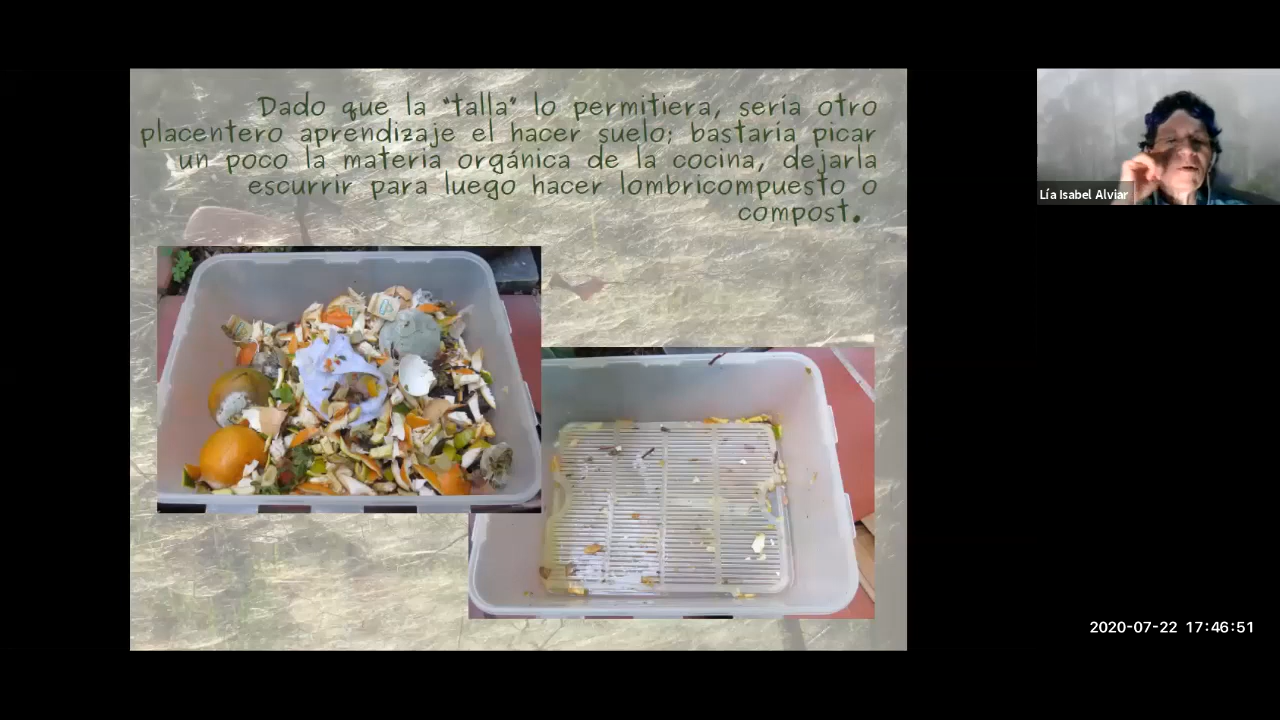 Dado que la "talla" lo permitiera, sería otro
placentero aprendizaje el hacer suelo; bastaría picar
un poco la materia orgánica de la cocina, dejarla
escurrir para luego hacer lombricompuesto o
compost.
Lía Isabel Alviar
2020-07-22 17:46:51